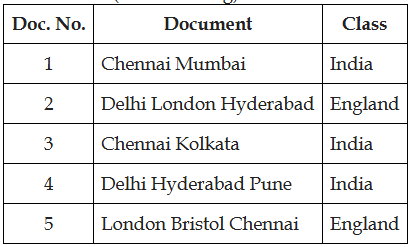 Doc. No. Document Class
1 Chennai Mumbai India
2 Delhi London Hyderabad England
3 Chennai Kolkata India
4 Delhi Hyderabad Pune India
5 London Bristol Chennai England